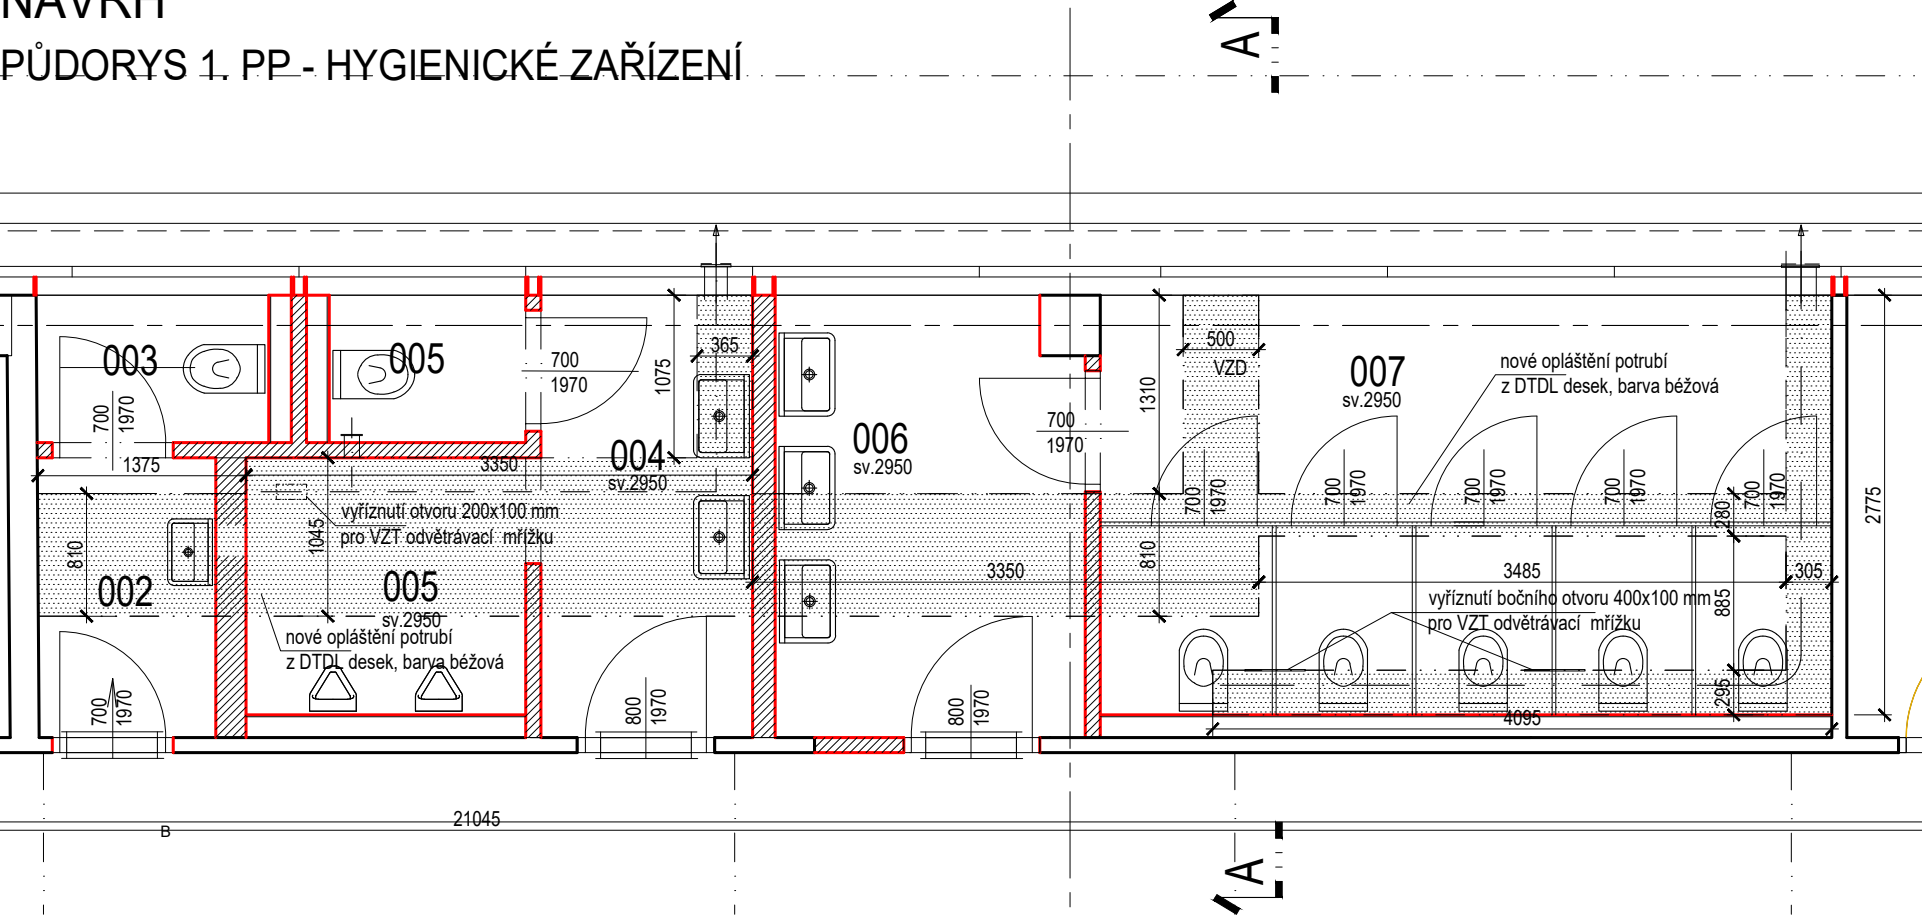 NÁVRH
PŮDORYS 1. PP - HYGIENICKÉ ZAŘÍZENÍ
A
003
005
700
1970
365
1075
004
sv.2950
006
sv.2950
700
1970
1310
500
VZD
007
sv.2950
nové opláštění potrubí
z DTDL desek, barva béžová
700
1970
1375
3350
vyříznutí otvoru 200x100 mm
pro VZT odvětrávací mřížku
1045
810
002
005
sv.2950
nové opláštění potrubí
z DTDL desek, barva béžová
700
1970
700
1970
700
1970
700
1970
700
1970
280
2775
810
3350
3485
305
vyříznutí bočního otvoru 400x100 mm
pro VZT odvětrávací mřížku
885
295
4095
700
1970
800
1970
800
1970
21045
B
A